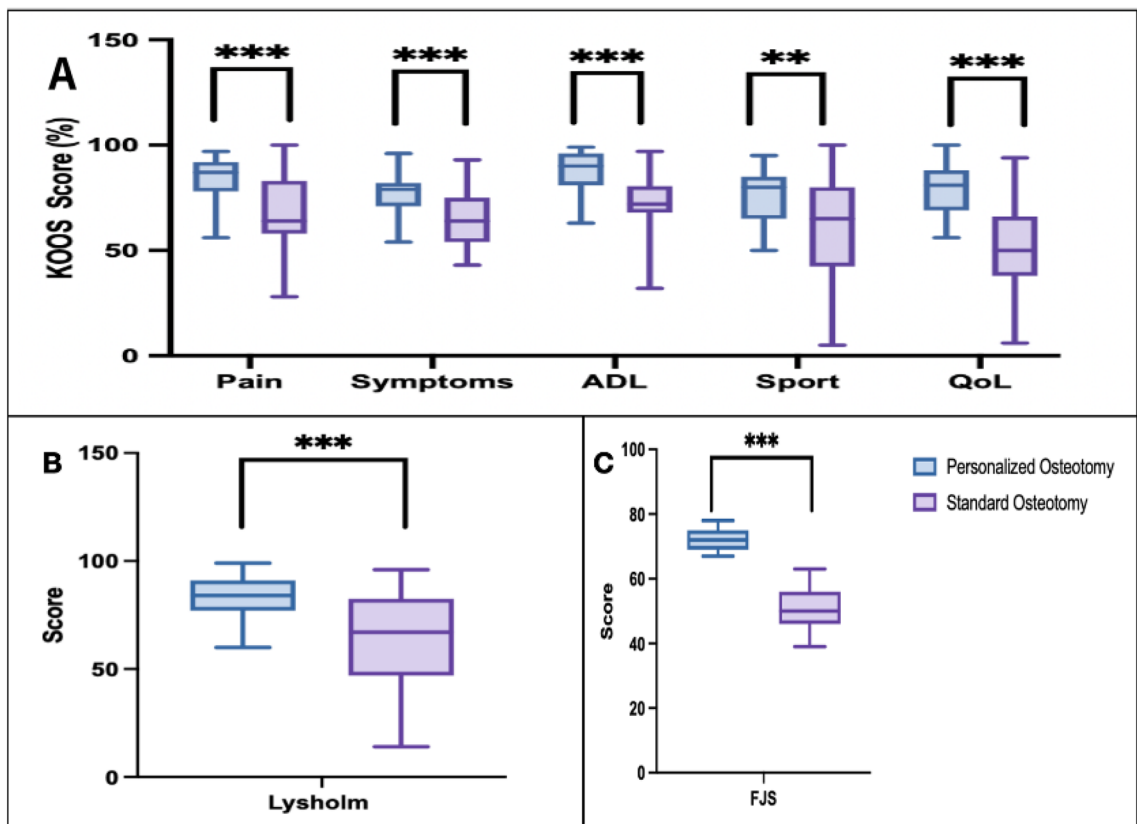 A
KOOS Score (%)
150
100
50
0
*** *** *** ** ***
Pain Symptoms ADL Sport QoL
B
Score
150
100
50
0
***
Lysholm
C
Score
100
80
60
40
20
0
***
FJS
Personalized Osteotomy
Standard Osteotomy